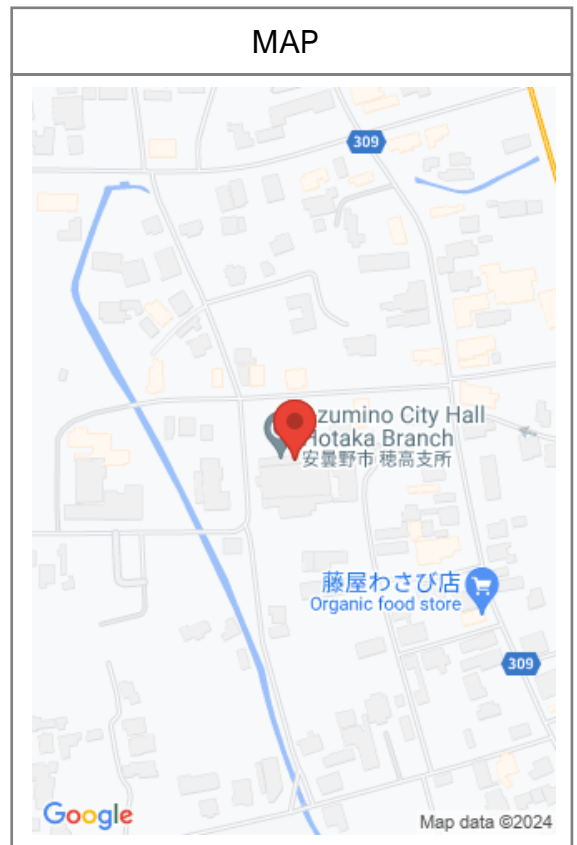 MAP
309
zumino City Hall
Hotaka Branch
安曇野市 穂高支所
藤屋わさび店
Organic food store
309
Google
Map data ©2024